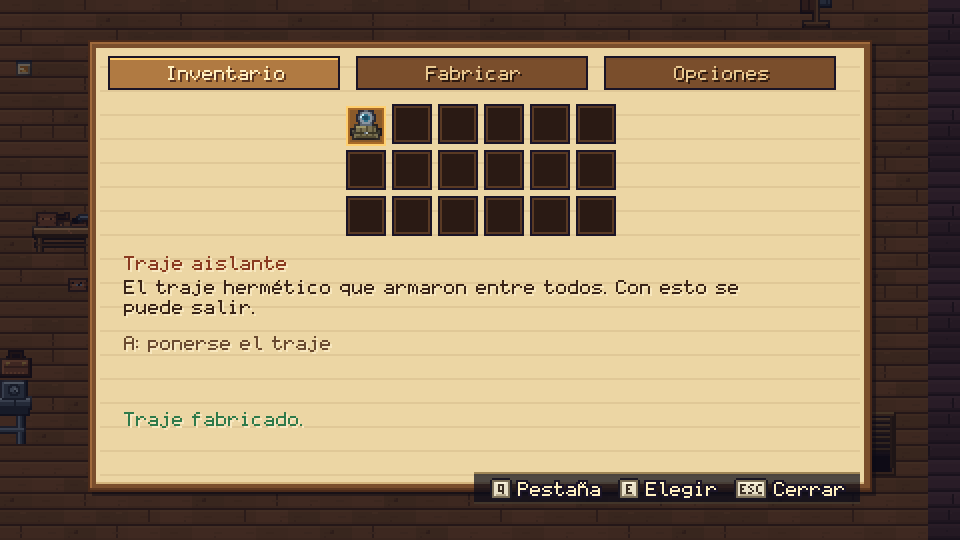 Inventario Fabricar Opciones
Traje aislante
El traje hermético que armaron entre todos. Con esto se
puede salir.
A: ponerse el traje
Traje fabricado.
Q Pestaña E Elegir ESC Cerrar